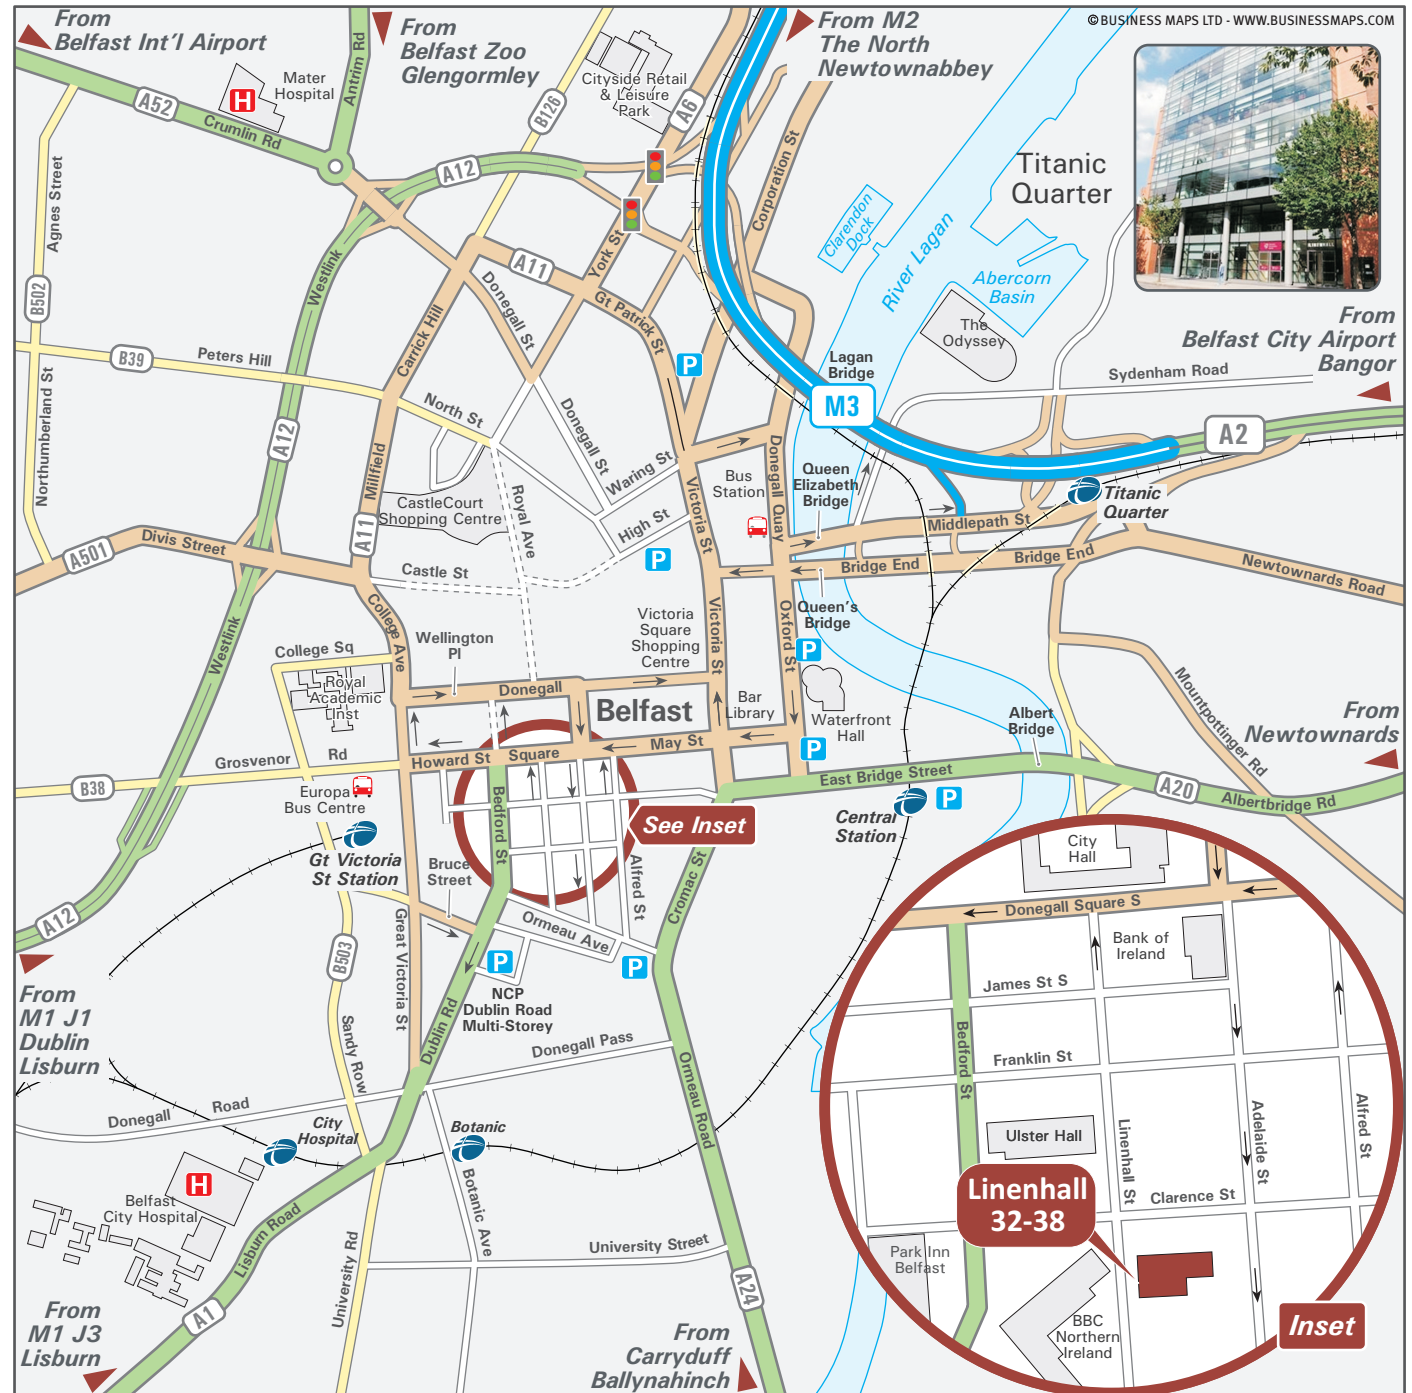 From
Belfast Int'l Airport
From
Belfast Zoo
Glengormley
From M2
The North
Newtownabbey
©BUSINESS MAPS LTD - WWW.BUSINESSMAPS.COM
Antrim Rd
Mater
Hospital
H
A52
Crumlin Rd
B126
Cityside Retail
& Leisure
Park
A6
A12
Corporation St
Titanic
Quarter
Clarendon
Dock
River Lagan
Abercorn
Basin
The
Odyssey
From
Belfast City Airport
Bangor
Agnes Street
B502
Westlink
A11
York St
Donegall St
Gt Patrick St
Carrick Hill
B39
Peters Hill
P
Lagan
Bridge
M3
Sydenham Road
A2
Northumberland St
A12
North St
Donegall St
Waring St
Millfield
CastleCourt
Shopping Centre
Royal Ave
High St
Victoria St
Bus
Station
Donegall Quay
Queen
Elizabeth
Bridge
Middlepath St
Titanic
Quarter
A501
Divis Street
A11
Castle St
P
Bridge End
Bridge End
Newtownards Road
Westlink
College Ave
College Sq
Wellington
Pl
Victoria
Square
Shopping
Centre
Victoria St
Oxford St
Queen's
Bridge
P
Royal
Academic
Inst
Donegall
Belfast
Bar
Library
Waterfront
Hall
P
Albert
Bridge
Mountpottinger Rd
From
Newtownards
Grosvenor
Rd
Howard St
Square
May St
East Bridge Street
B38
Europa
Bus Centre
Bedford St
See Inset
Central
Station
P
A20
Albertbridge Rd
Gt Victoria
St Station
Bruce
Street
Alfred St
Cromac St
A12
Great Victoria St
Ormeau Ave
B503
P
P
NCP
Dublin Road
Multi-Storey
From
M1 J1
Dublin
Lisburn
Sandy Row
Dublin Rd
Donegall Pass
Ormeau Road
Donegall
Road
City
Hospital
Botanic
H
Belfast
City Hospital
Botanic Ave
Lisburn Road
University Rd
University Street
A1
A24
From
M1 J3
Lisburn
From
Carryduff
Ballynahinch
City
Hall
Donegall Square S
Bank of
Ireland
James St S
Bedford St
Franklin St
Ulster Hall
Linenhall St
Adelaide St
Alfred St
Clarence St
Linenhall
32-38
Park Inn
Belfast
BBC
Northern
Ireland
Inset